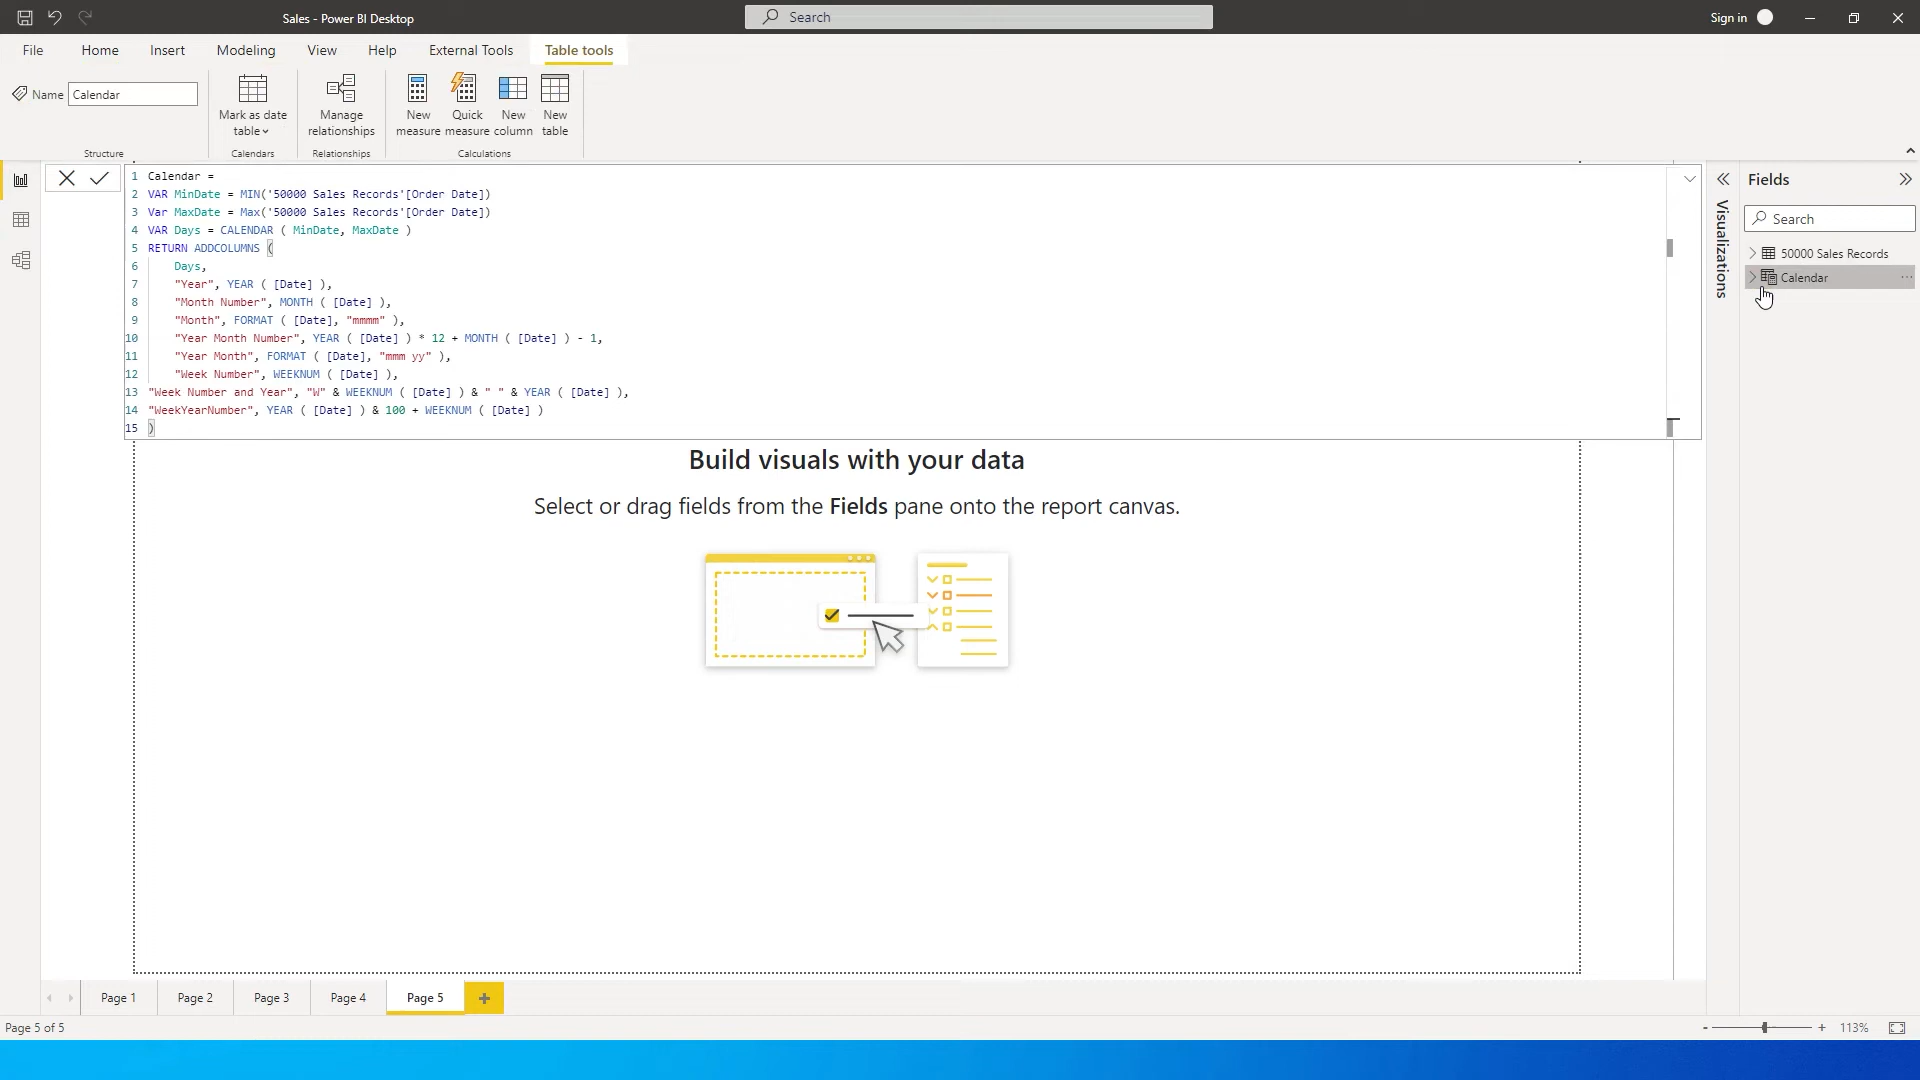 Sales - Power BI Desktop
Search
Sign in
File
Home
Insert
Modeling
View
Help
External Tools
Table tools
Name
Calendar
Mark as date
table
Manage
relationships
New
measure
Quick
measure
New
column
New
table
Structure
Calendars
Relationships
Calculations
1 Calendar =
2 VAR MinDate = MIN('50000 Sales Records'[Order Date])
3 Var MaxDate = Max('50000 Sales Records'[Order Date])
4 VAR Days = CALENDAR ( MinDate, MaxDate )
5 RETURN ADDCOLUMNS (
6 Days,
7 "Year", YEAR ( [Date] ),
8 "Month Number", MONTH ( [Date] ),
9 "Month", FORMAT ( [Date], "mmmm" ),
10 "Year Month Number", YEAR ( [Date] ) * 12 + MONTH ( [Date] ) - 1,
11 "Year Month", FORMAT ( [Date], "mmm yy" ),
12 "Week Number", WEEKNUM ( [Date] ),
13 "Week Number and Year", "W" & WEEKNUM ( [Date] ) & " " & YEAR ( [Date] ),
14 "WeekYearNumber", YEAR ( [Date] ) & 100 + WEEKNUM ( [Date] )
15 )
Visualizations
Fields
Search
50000 Sales Records
Calendar
Build visuals with your data
Select or drag fields from the Fields pane onto the report canvas.
Page 1
Page 2
Page 3
Page 4
Page 5
Page 5 of 5
113%